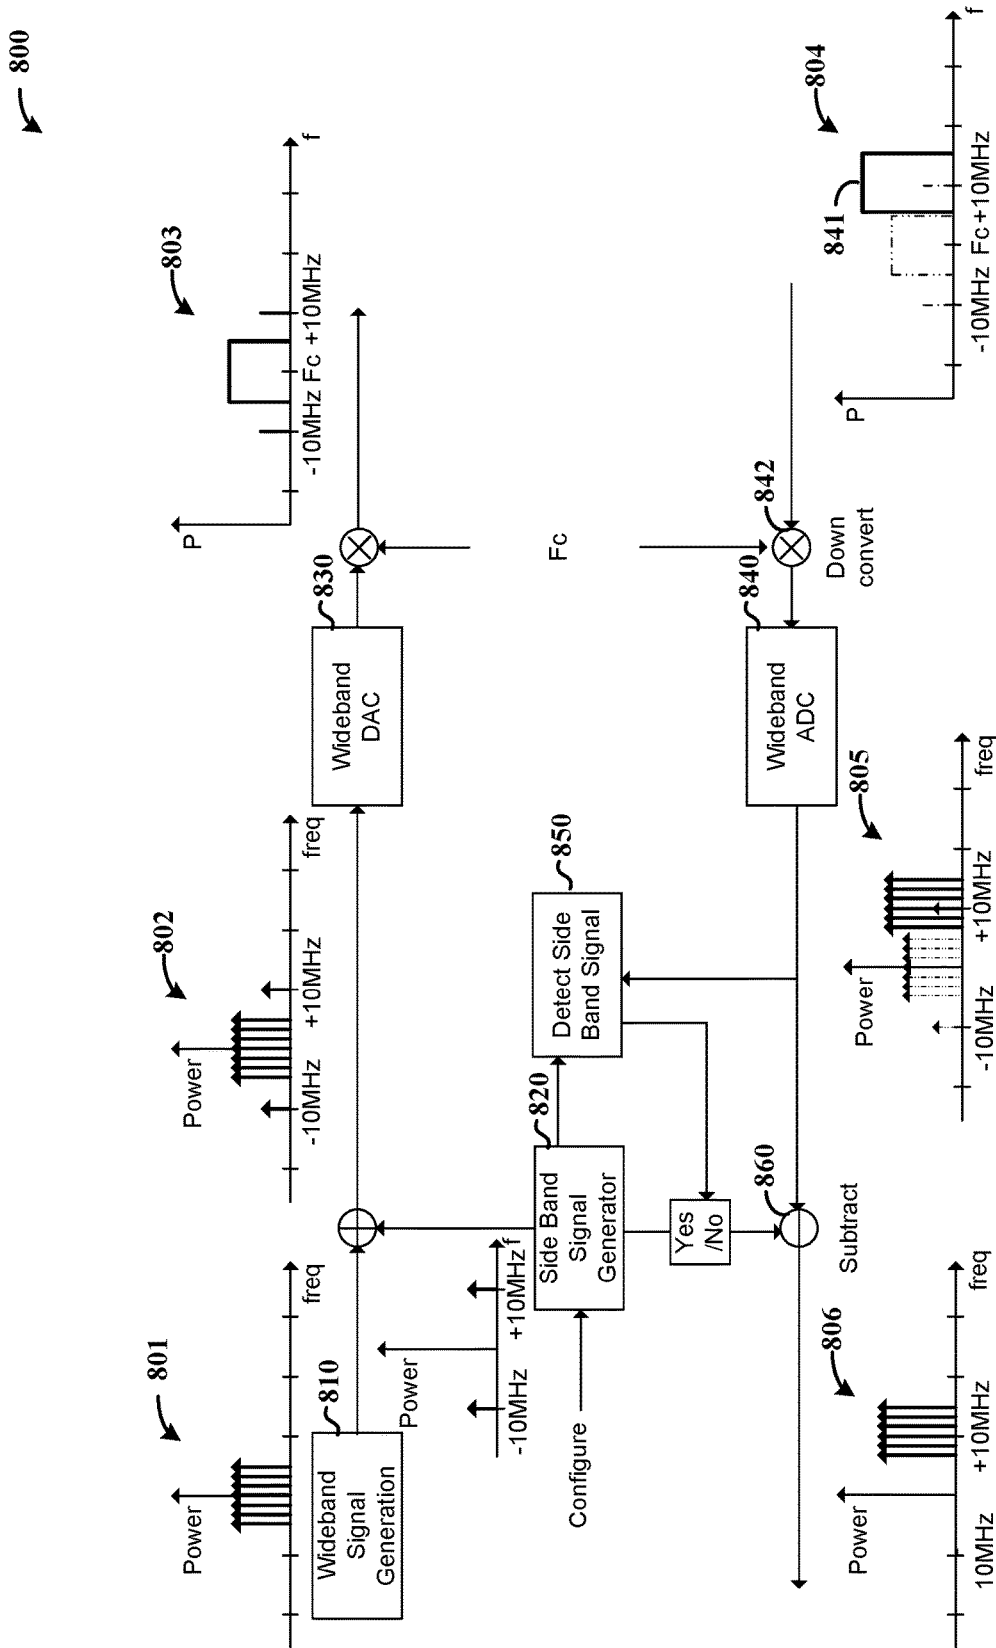 800
801
Power
freq
802
Power
-10MHz
+10MHz
freq
803
P
-10MHz Fc +10MHz
f
810
Wideband
Signal
Generation
830
Wideband
DAC
Power
-10MHz
+10MHz
f
Configure
820
Side Band
Signal
Generator
850
Detect Side
Band Signal
Fc
Yes
/No
860
Subtract
840
Wideband
ADC
842
Down
convert
804
841
P
-10MHz Fc +10MHz
f
805
Power
-10MHz
+10MHz
freq
806
Power
10MHz
+10MHz